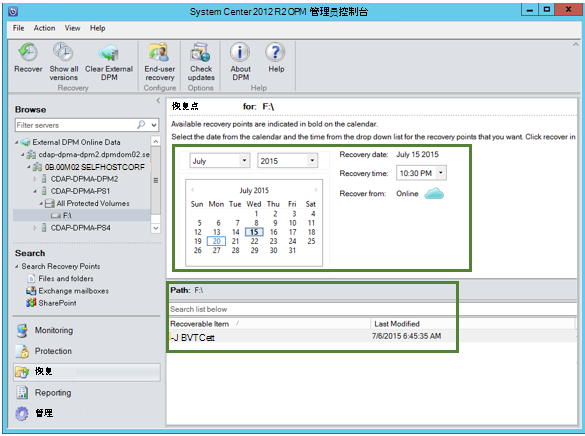 System Center 2012 R2 OPM 管理员控制台
File Action View Help
Recover
Show all versions
Clear External DPM
End-user recovery
Check updates
About DPM
Help
Recovery
Configure
Options
Help
Browse
Filter servers
External DPM Online Data
cdap-dpma-dpm2.dpmdom02.se
0B.00M02 SELFHOSTCORF
CDAP-DPMA-DPM2
CDAP-DPMA-PS1
All Protected Volumes
F:\
CDAP-DPMA-PS4
Search
Search Recovery Points
Files and folders
Exchange mailboxes
SharePoint
Monitoring
Protection
恢复
Reporting
管理
恢复点 for: F:\
Available recovery points are indicated in bold on the calendar.
Select the date from the calendar and the time from the drop down list for the recovery points that you want. Click recover in
July 2015
July 2015
Sun Mon Tue Wed Thu Fri Sat
1 2 3 4
5 6 7 8 9 10 11
12 13 14 15 16 17 18
19 20 21 22 23 24 25
26 27 28 29 30 31
Recovery date: July 15 2015
Recovery time: 10:30 PM
Recover from: Online
Path: F:\
Search list below
Recoverable Item / Last Modified
-J BVTCett 7/6/2015 6:45:35 AM